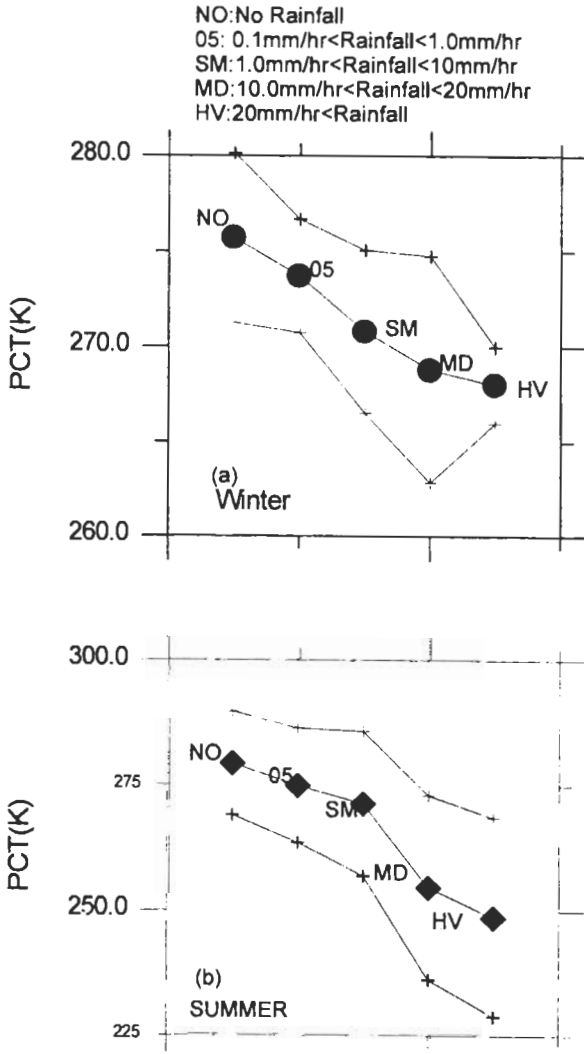 NO:No Rainfall
05: 0.1mm/hr<Rainfall<1.0mm/hr
SM:1.0mm/hr<Rainfall<10mm/hr
MD:10.0mm/hr<Rainfall<20mm/hr
HV:20mm/hr<Rainfall
280.0
NO
05
PCT(K)
270.0
SM
MD
HV
(a)
Winter
260.0
300.0
NO
05
275
SM
PCT(K)
MD
250.0
HV
(b)
SUMMER
225